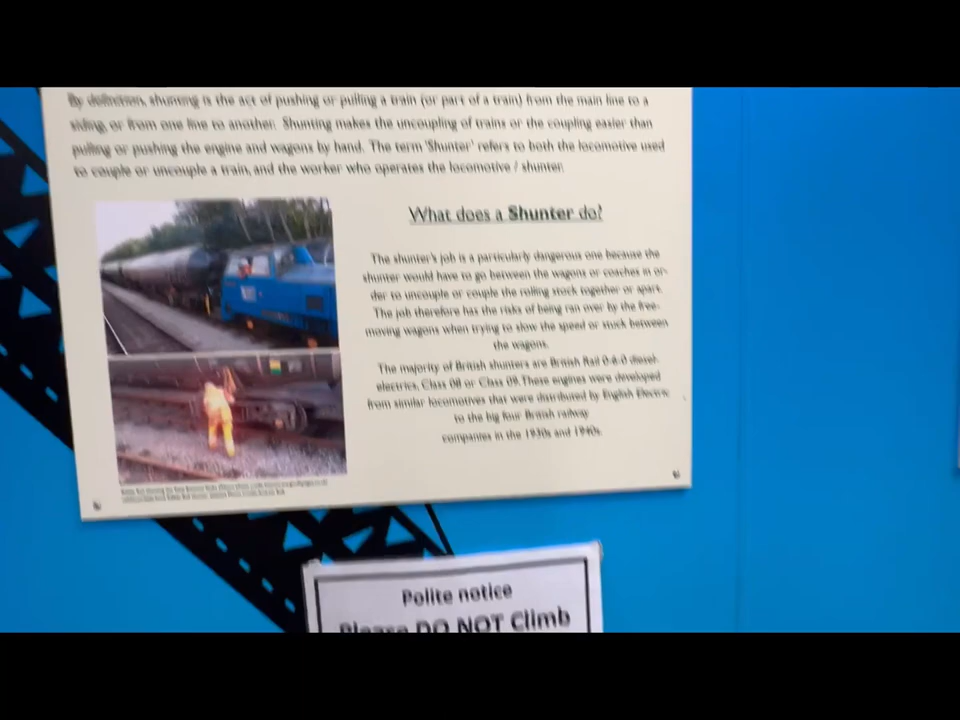 By definition, shunting is the act of pushing or pulling a train (or part of a train) from the main line to a
siding, or from one line to another. Shunting makes the uncoupling of trains or the coupling easier than
pulling or pushing the engine and wagons by hand. The term 'Shunter' refers to both the locomotive used
to couple or uncouple a train, and the worker who operates the locomotive / shunter.
What does a Shunter do?
The shunter's job is a particularly dangerous one because the
shunter would have to go between the wagons or coaches in or-
der to uncouple or couple the rolling stock together or apart.
The job therefore has the risks of being ran over by the free-
moving wagons when trying to slow the speed or stock between
the wagons.
The majority of British shunters are British Rail 0-6-0 diesel-
electrics, Class 08 or Class 09. These engines were developed
from similar locomotives that were distributed by English Electric
to the big four British railway
companies in the 1930s and 1940s.
Polite notice
Please DO NOT Climb